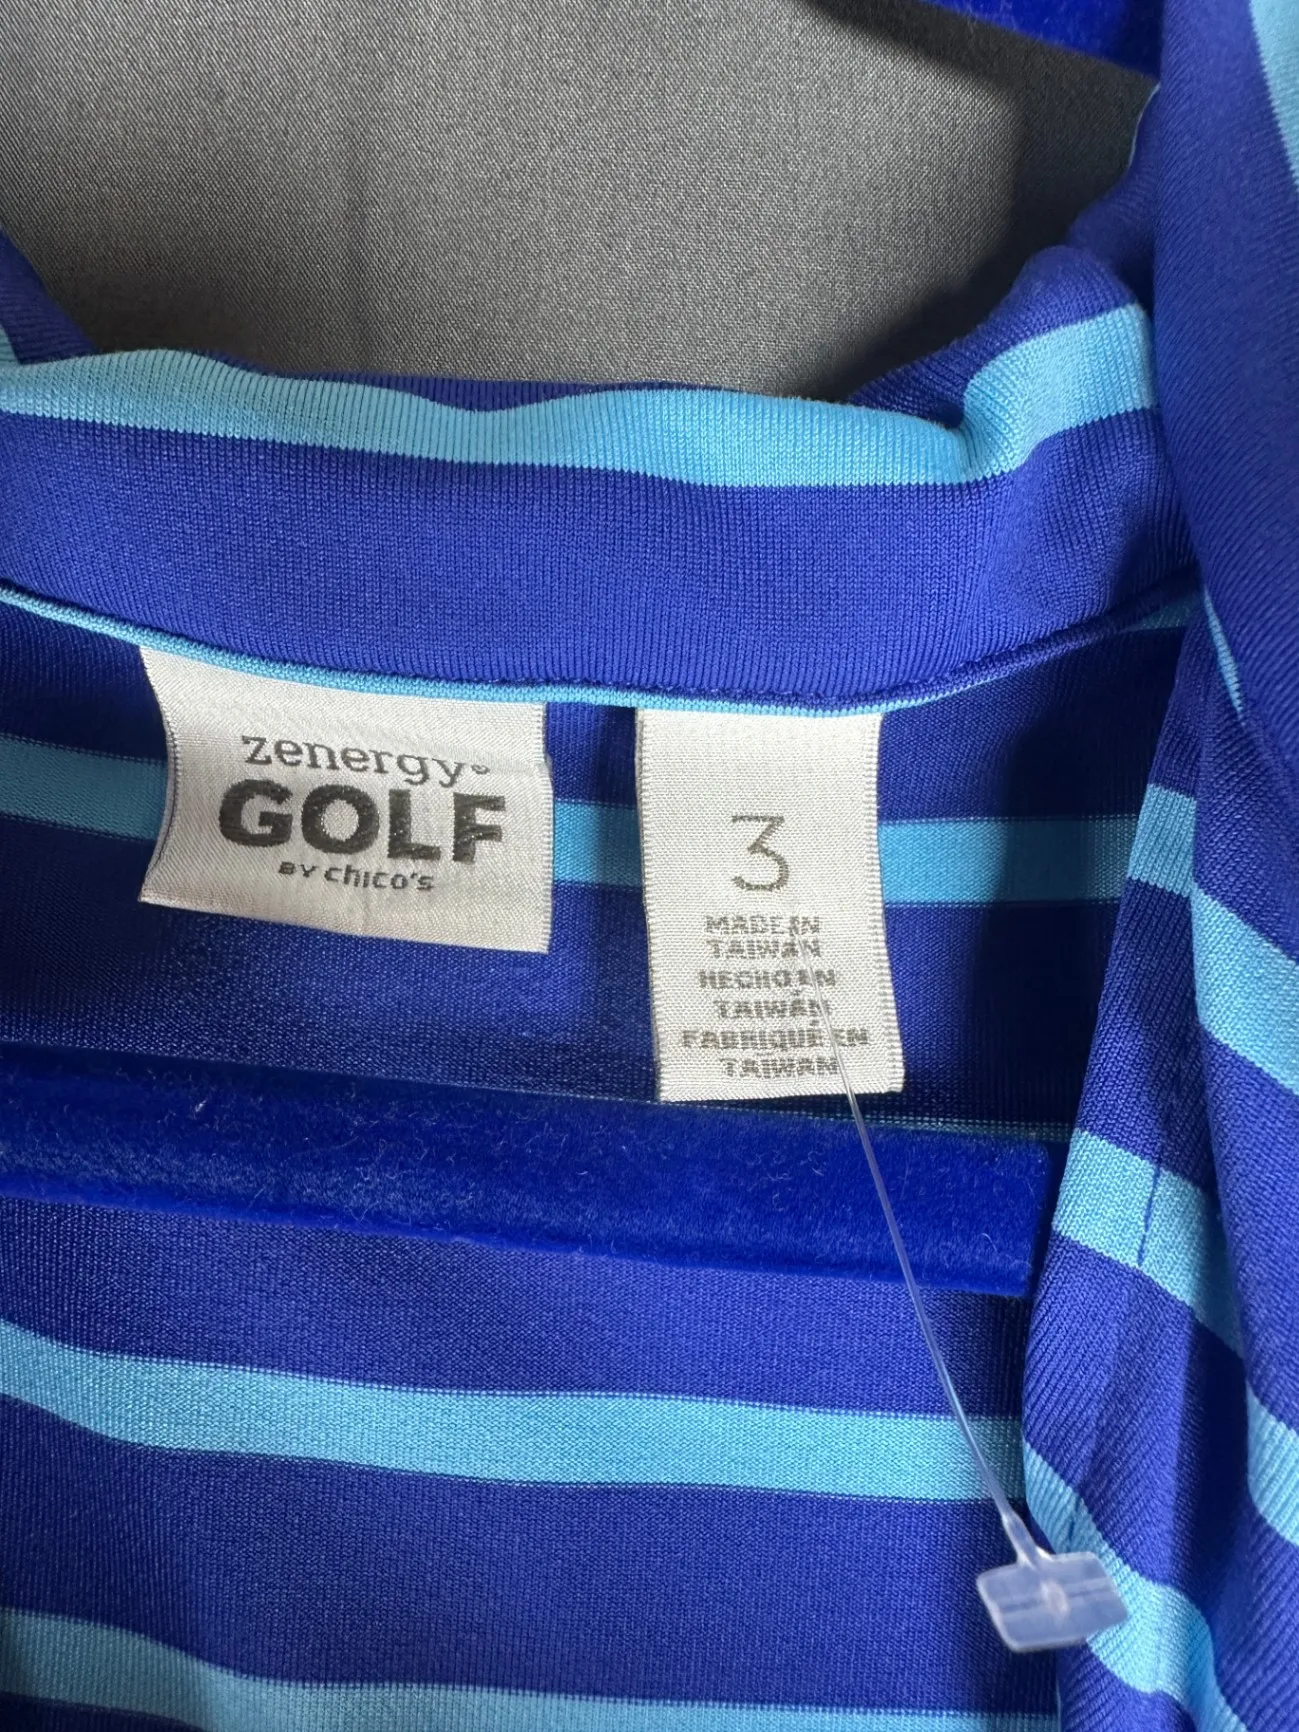 zenergy®
GOLF
BY chico's
3
MADE IN
TAIWAN
HECHO EN
TAIWÁN
FABRIQUÉ EN
TAIWAN